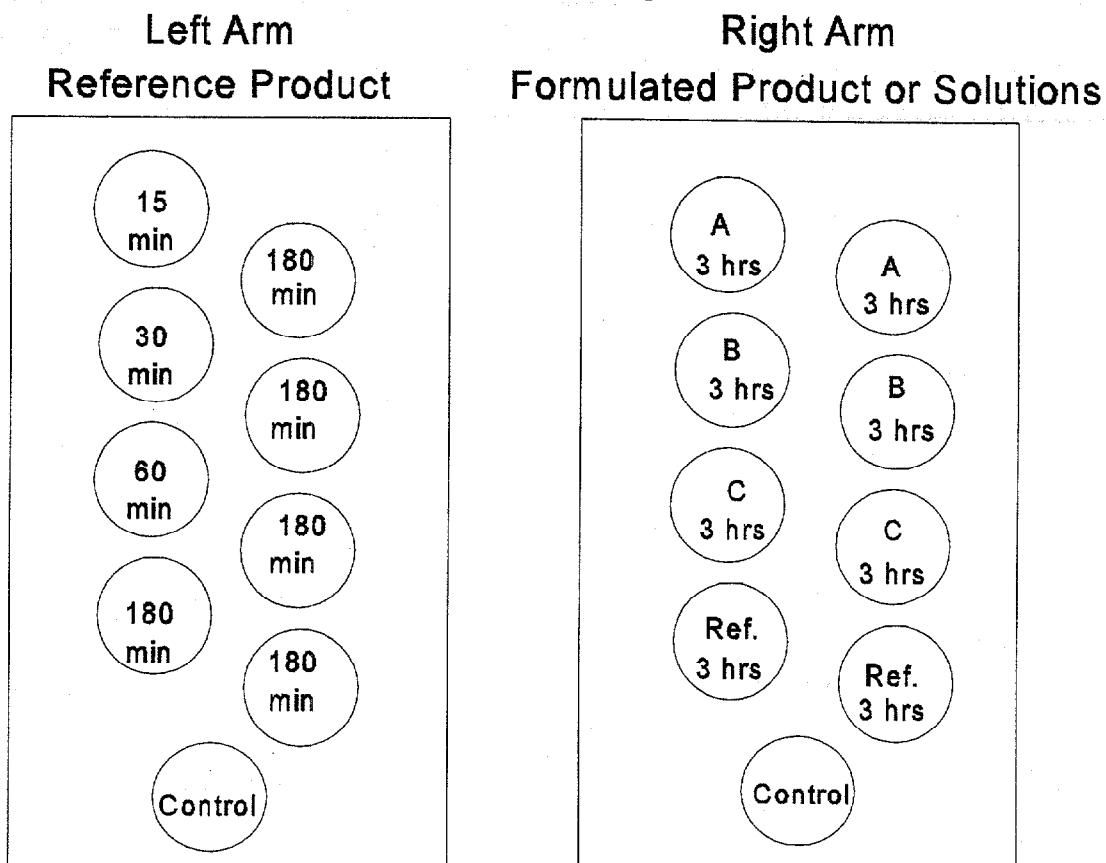 Left Arm
Reference Product
15
min
180
min
30
min
180
min
60
min
180
min
180
min
180
min
Control
Right Arm
Formulated Product or Solutions
A
3 hrs
A
3 hrs
B
3 hrs
B
3 hrs
C
3 hrs
C
3 hrs
Ref.
3 hrs
Ref.
3 hrs
Control